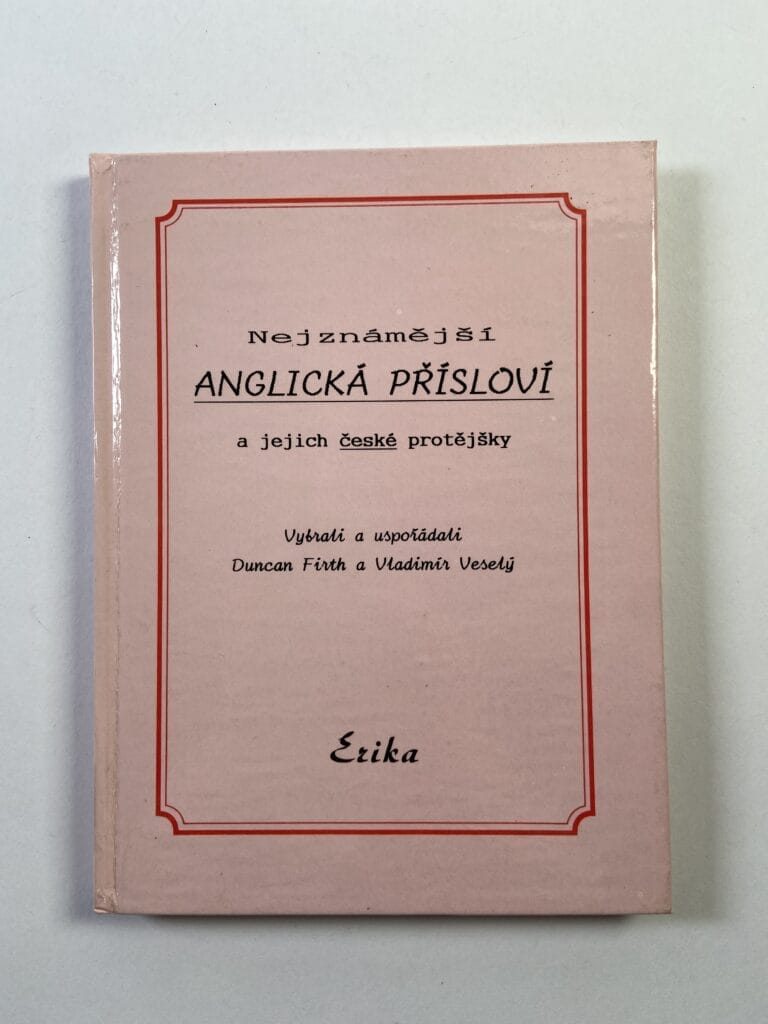 Nejznámější
ANGLICKÁ PŘÍSLOVÍ
a jejich české protějšky
Vybrali a uspořádali
Duncan Firth a Vladimír Veselý
Erika